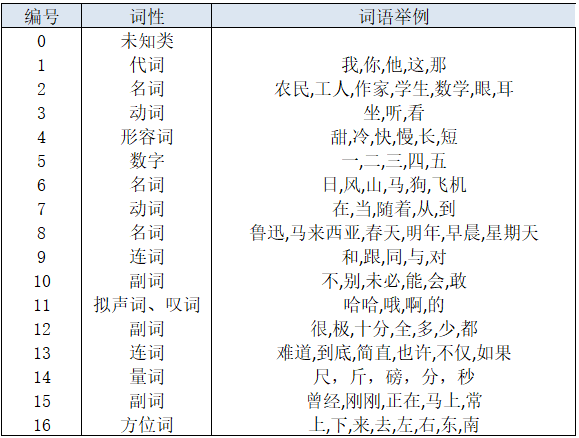 编号 词性 词语举例
0 未知类
1 代词 我,你,他,这,那
2 名词 农民,工人,作家,学生,数学,眼,耳
3 动词 坐,听,看
4 形容词 甜,冷,快,慢,长,短
5 数字 一,二,三,四,五
6 名词 日,风,山,马,狗,飞机
7 动词 在,当,随着,从,到
8 名词 鲁迅,马来西亚,春天,明年,早晨,星期天
9 连词 和,跟,同,与,对
10 副词 不,别,未必,能,会,敢
11 拟声词、叹词 哈哈,哦,啊,的
12 副词 很,极,十分,全,多,少,都
13 连词 难道,到底,简直,也许,不仅,如果
14 量词 尺，斤，磅，分，秒
15 副词 曾经,刚刚,正在,马上,常
16 方位词 上,下,来,去,左,右,东,南